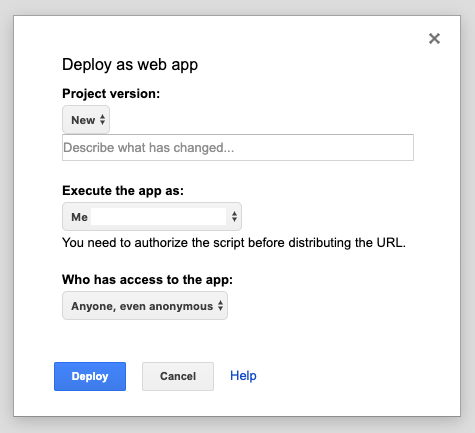 Deploy as web app
Project version:
New
Describe what has changed...
Execute the app as:
Me
You need to authorize the script before distributing the URL.
Who has access to the app:
Anyone, even anonymous
Deploy Cancel Help